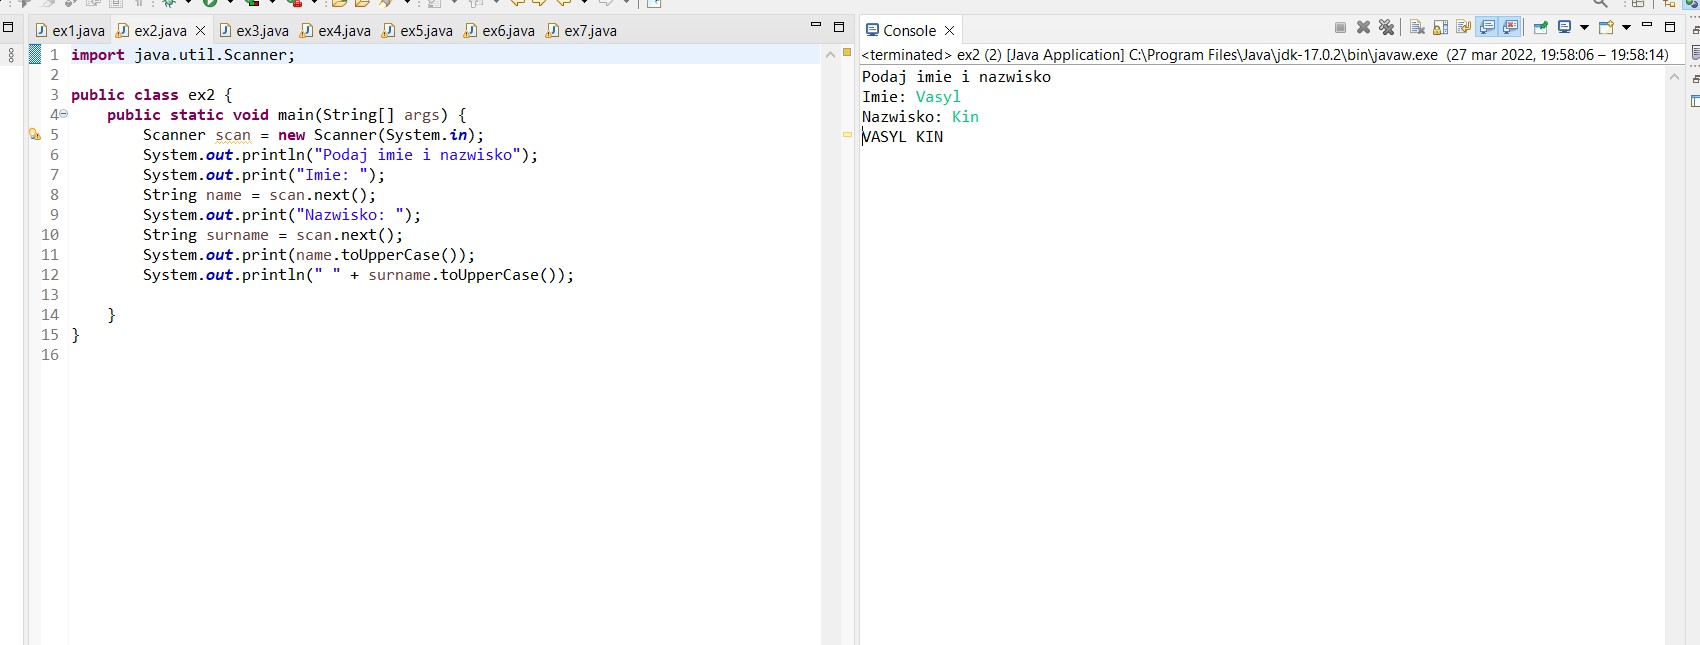 ex1.java ex2.java ex3.java ex4.java ex5.java ex6.java ex7.java
1 import java.util.Scanner;
2
3 public class ex2 {
4 public static void main(String[] args) {
5 Scanner scan = new Scanner(System.in);
6 System.out.println("Podaj imie i nazwisko");
7 System.out.print("Imie: ");
8 String name = scan.next();
9 System.out.print("Nazwisko: ");
10 String surname = scan.next();
11 System.out.print(name.toUpperCase());
12 System.out.println(" " + surname.toUpperCase());
13
14 }
15 }
16
Console
<terminated> ex2 (2) [Java Application] C:\Program Files\Java\jdk-17.0.2\bin\javaw.exe (27 mar 2022, 19:58:06 – 19:58:14)
Podaj imie i nazwisko
Imie: Vasyl
Nazwisko: Kin
VASYL KIN